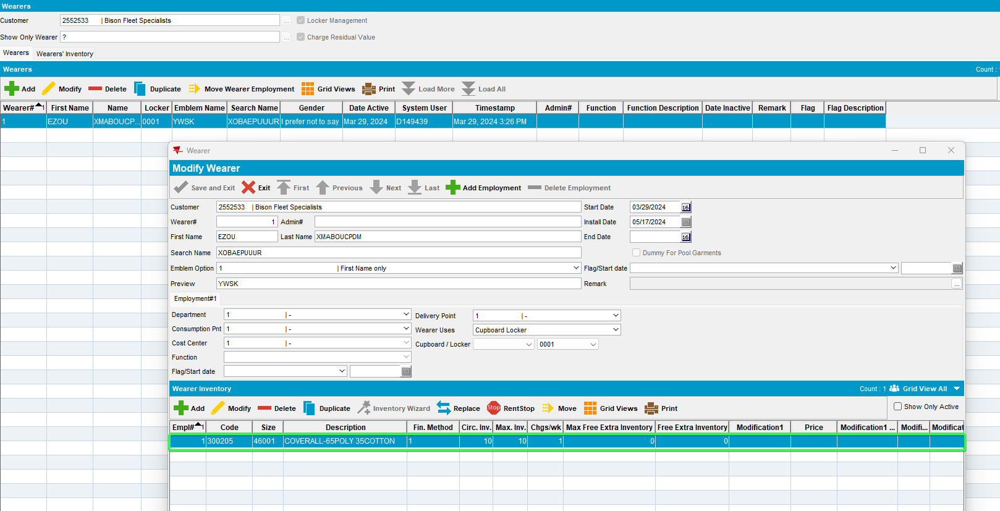 Wearers
Customer 2552533 | Bison Fleet Specialists ... Locker Management
Show Only Wearer ? ... Charge Residual Value
Wearers Wearers' Inventory
Wearers Count :
Add Modify Delete Duplicate Move Wearer Employment Grid Views Print Load More Load All
Wearer# 1 First Name Name Locker Emblem Name Search Name Gender Date Active System User Timestamp Admin# Function Function Description Date Inactive Remark Flag Flag Description
1 EZOU XMABOUCP... 0001 YWSK XOBAEPUUUR I prefer not to say Mar 29, 2024 D149439 Mar 29, 2024 3:26 PM
Wearer
Modify Wearer
Save and Exit Exit First Previous Next Last Add Employment Delete Employment
Customer 2552533 | Bison Fleet Specialists Start Date 03/29/2024 16
Wearer# 1 Admin# Install Date 05/17/2024 16
First Name EZOU Last Name XMABOUCPDM End Date 16
Search Name XOBAEPUUUR Dummy For Pool Garments
Emblem Option 1 | First Name only Flag/Start date 16
Preview YWSK Remark ...
Employment#1
Department 1 | - Delivery Point 1 | -
Consumption Pnt 1 | - Wearer Uses Cupboard Locker
Cost Center 1 | - Cupboard / Locker 0001
Function
Flag/Start date 16
Wearer Inventory Count : 1 Grid View All
Add Modify Delete Duplicate Inventory Wizard Replace Stop RentStop Move Grid Views Print Show Only Active
Empl# 1 Code Size Description Fin. Method Circ. Inv. Max. Inv. Chgs/wk Max Free Extra Inventory Free Extra Inventory Modification1 Price Modification1 ... Modifi... Modificat
1 300205 46001 COVERALL-65POLY 35COTTON 1 10 10 1 0 0